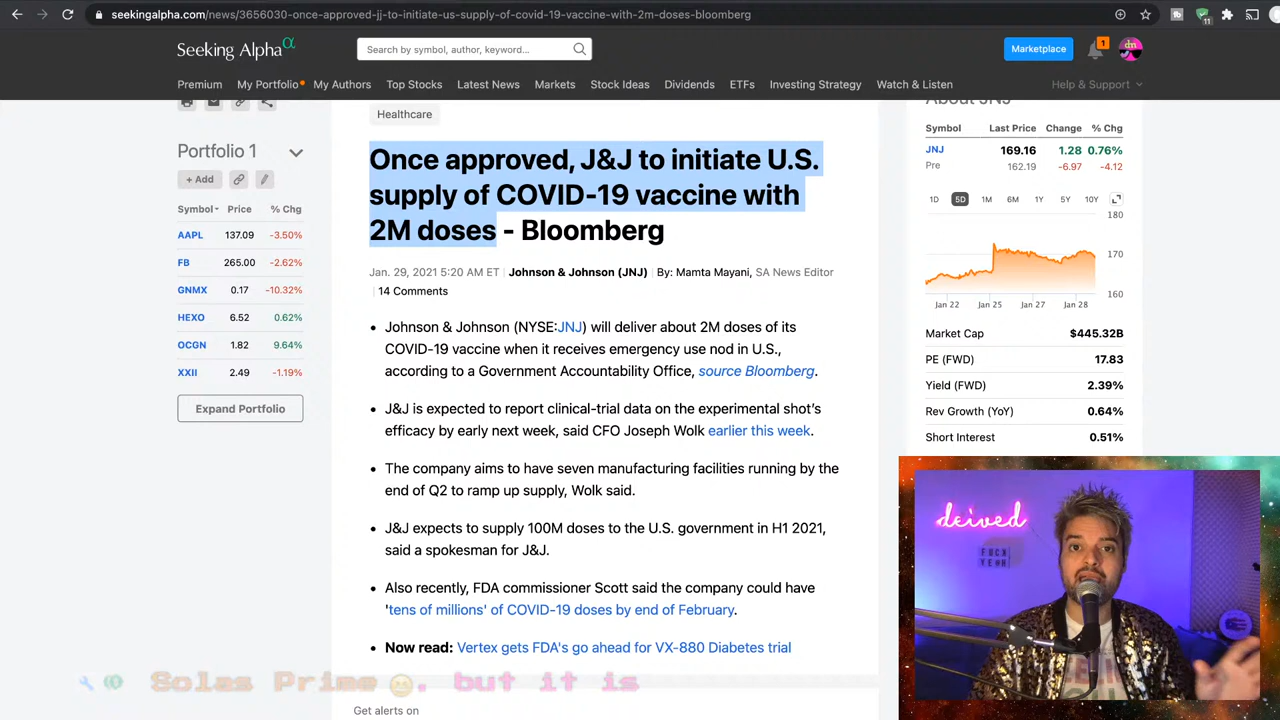 seekingalpha.com/news/3656030-once-approved-jj-to-initiate-us-supply-of-covid-19-vaccine-with-2m-doses-bloomberg
11
Seeking Alpha α
Search by symbol, author, keyword...
Marketplace
1
Premium
My Portfolio
My Authors
Top Stocks
Latest News
Markets
Stock Ideas
Dividends
ETFs
Investing Strategy
Watch & Listen
Help & Support
Portfolio 1
+ Add
Symbol Price % Chg
AAPL 137.09 -3.50%
FB 265.00 -2.62%
GNMX 0.17 -10.32%
HEXO 6.52 0.62%
OCGN 1.82 9.64%
XXII 2.49 -1.19%
Expand Portfolio
Healthcare
Once approved, J&J to initiate U.S.
supply of COVID-19 vaccine with
2M doses - Bloomberg
Jan. 29, 2021 5:20 AM ET | Johnson & Johnson (JNJ) | By: Mamta Mayani, SA News Editor
| 14 Comments
• Johnson & Johnson (NYSE:JNJ) will deliver about 2M doses of its
COVID-19 vaccine when it receives emergency use nod in U.S.,
according to a Government Accountability Office, source Bloomberg.
• J&J is expected to report clinical-trial data on the experimental shot's
efficacy by early next week, said CFO Joseph Wolk earlier this week.
• The company aims to have seven manufacturing facilities running by the
end of Q2 to ramp up supply, Wolk said.
• J&J expects to supply 100M doses to the U.S. government in H1 2021,
said a spokesman for J&J.
• Also recently, FDA commissioner Scott said the company could have
'tens of millions' of COVID-19 doses by end of February.
• Now read: Vertex gets FDA's go ahead for VX-880 Diabetes trial
Get alerts on
About JNJ
Symbol Last Price Change % Chg
JNJ 169.16 1.28 0.76%
Pre 162.19 -6.97 -4.12
1D 5D 1M 6M 1Y 5Y 10Y
180
170
160
Jan 22 Jan 25 Jan 27 Jan 28
Market Cap $445.32B
PE (FWD) 17.83
Yield (FWD) 2.39%
Rev Growth (YoY) 0.64%
Short Interest 0.51%
deived
FUCK
YEAH
Solas Prime 😆. but it is